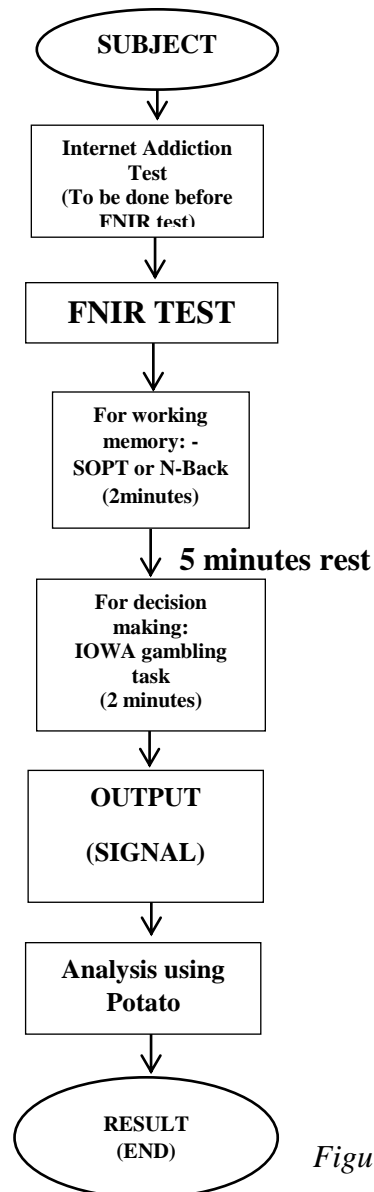 SUBJECT
Internet Addiction
Test
(To be done before
FNIR test)
FNIR TEST
For working
memory: -
SOPT or N-Back
(2minutes)
5 minutes rest
For decision
making:
IOWA gambling
task
(2 minutes)
OUTPUT
(SIGNAL)
Analysis using
Potato
RESULT
(END)
Figu